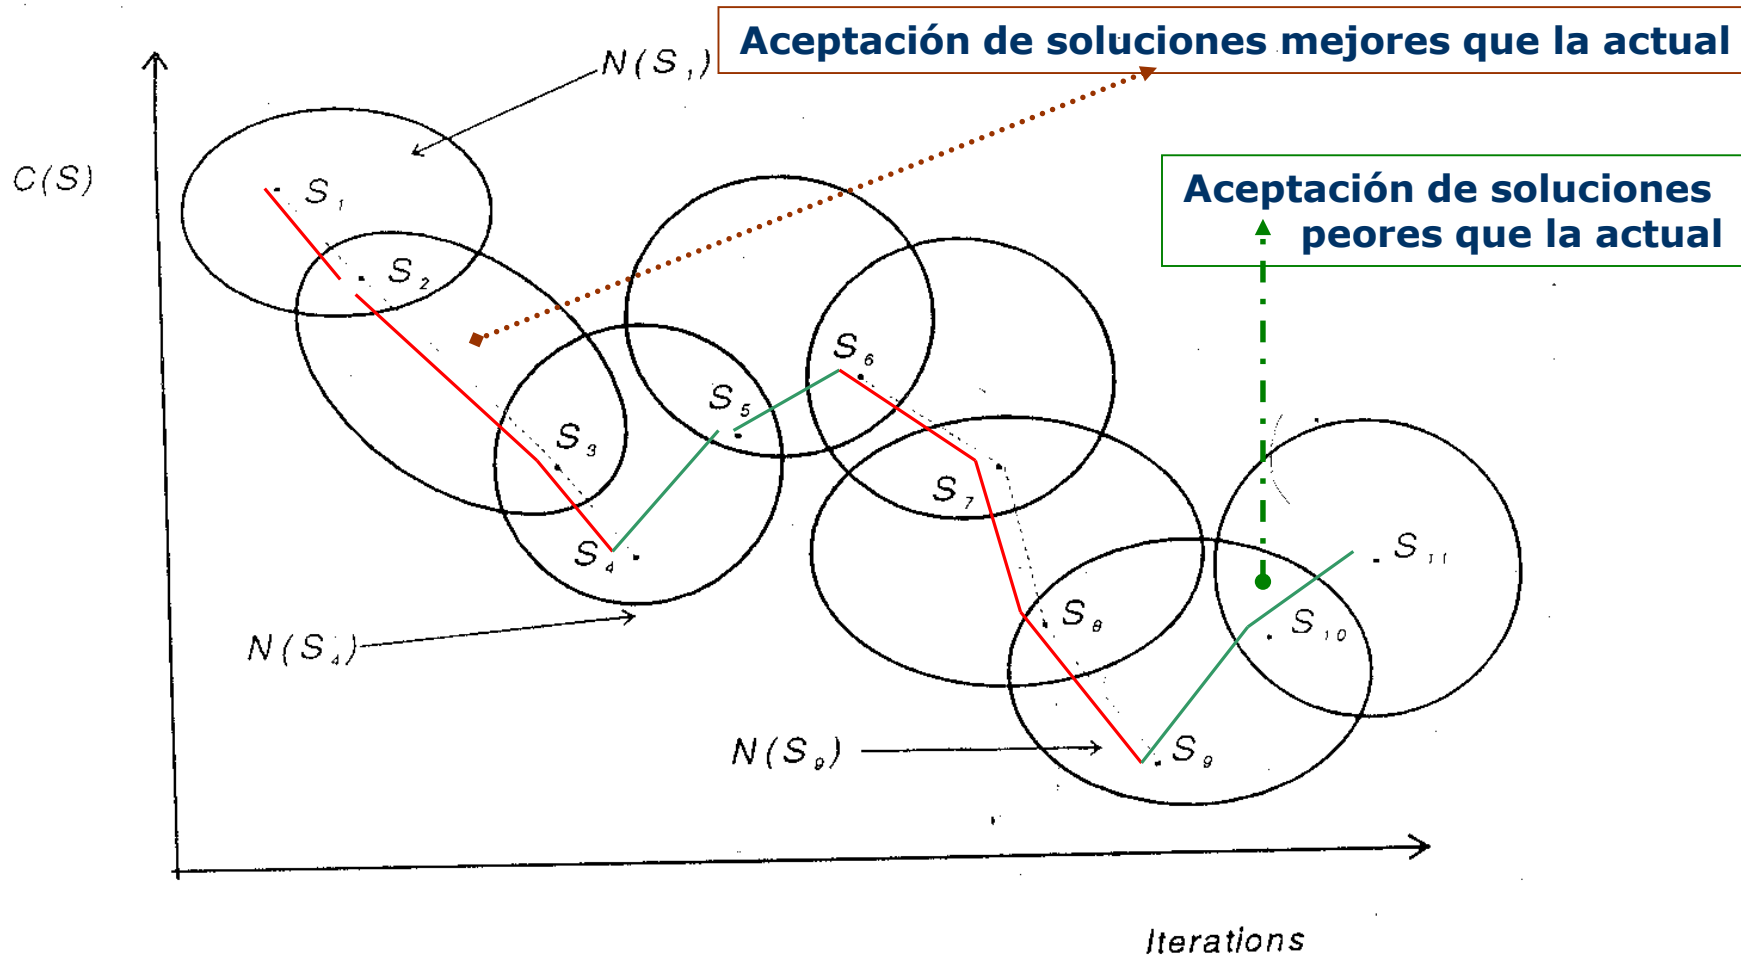 Aceptación de soluciones mejores que la actual
N(S₁)
C(S)
Aceptación de soluciones
peores que la actual
S₁
S₂
S₆
S₅
S₃
S₇
S₄
S₁₁
S₈
S₁₀
N(S₄)
N(S₉)
S₉
Iterations